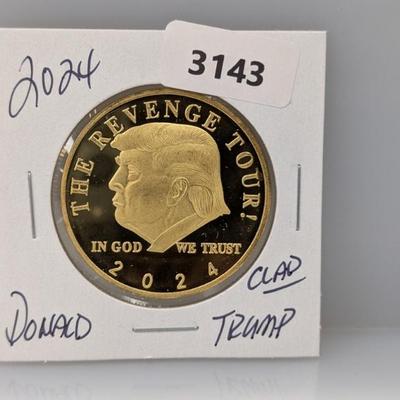 2024
3143
THE REVENGE TOUR!
IN GOD WE TRUST
2024
CLAD
DONALD TRUMP